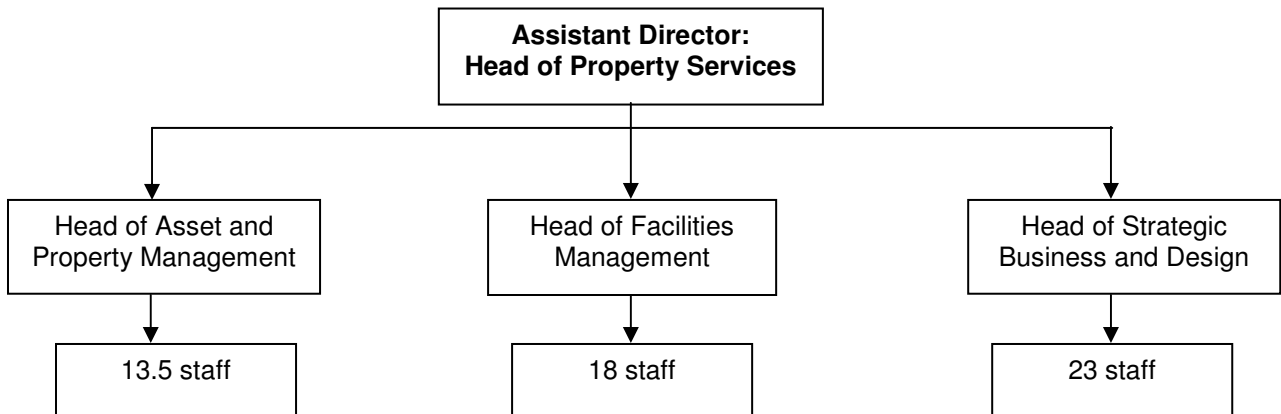 Assistant Director:
Head of Property Services
Head of Asset and
Property Management
Head of Facilities
Management
Head of Strategic
Business and Design
13.5 staff
18 staff
23 staff